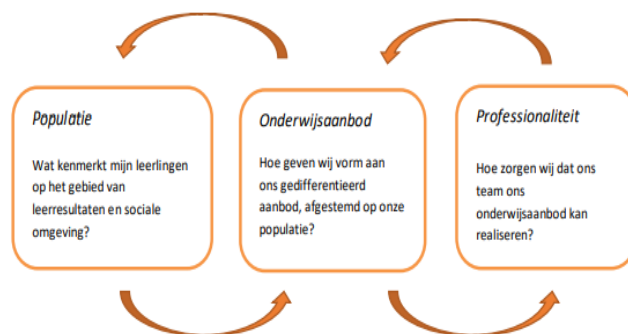 Populatie
Wat kenmerkt mijn leerlingen
op het gebied van
leerresultaten en sociale
omgeving?
Onderwijsaanbod
Hoe geven wij vorm aan
ons gedifferentieerd
aanbod, afgestemd op onze
populatie?
Professionaliteit
Hoe zorgen wij dat ons
team ons
onderwijsaanbod kan
realiseren?